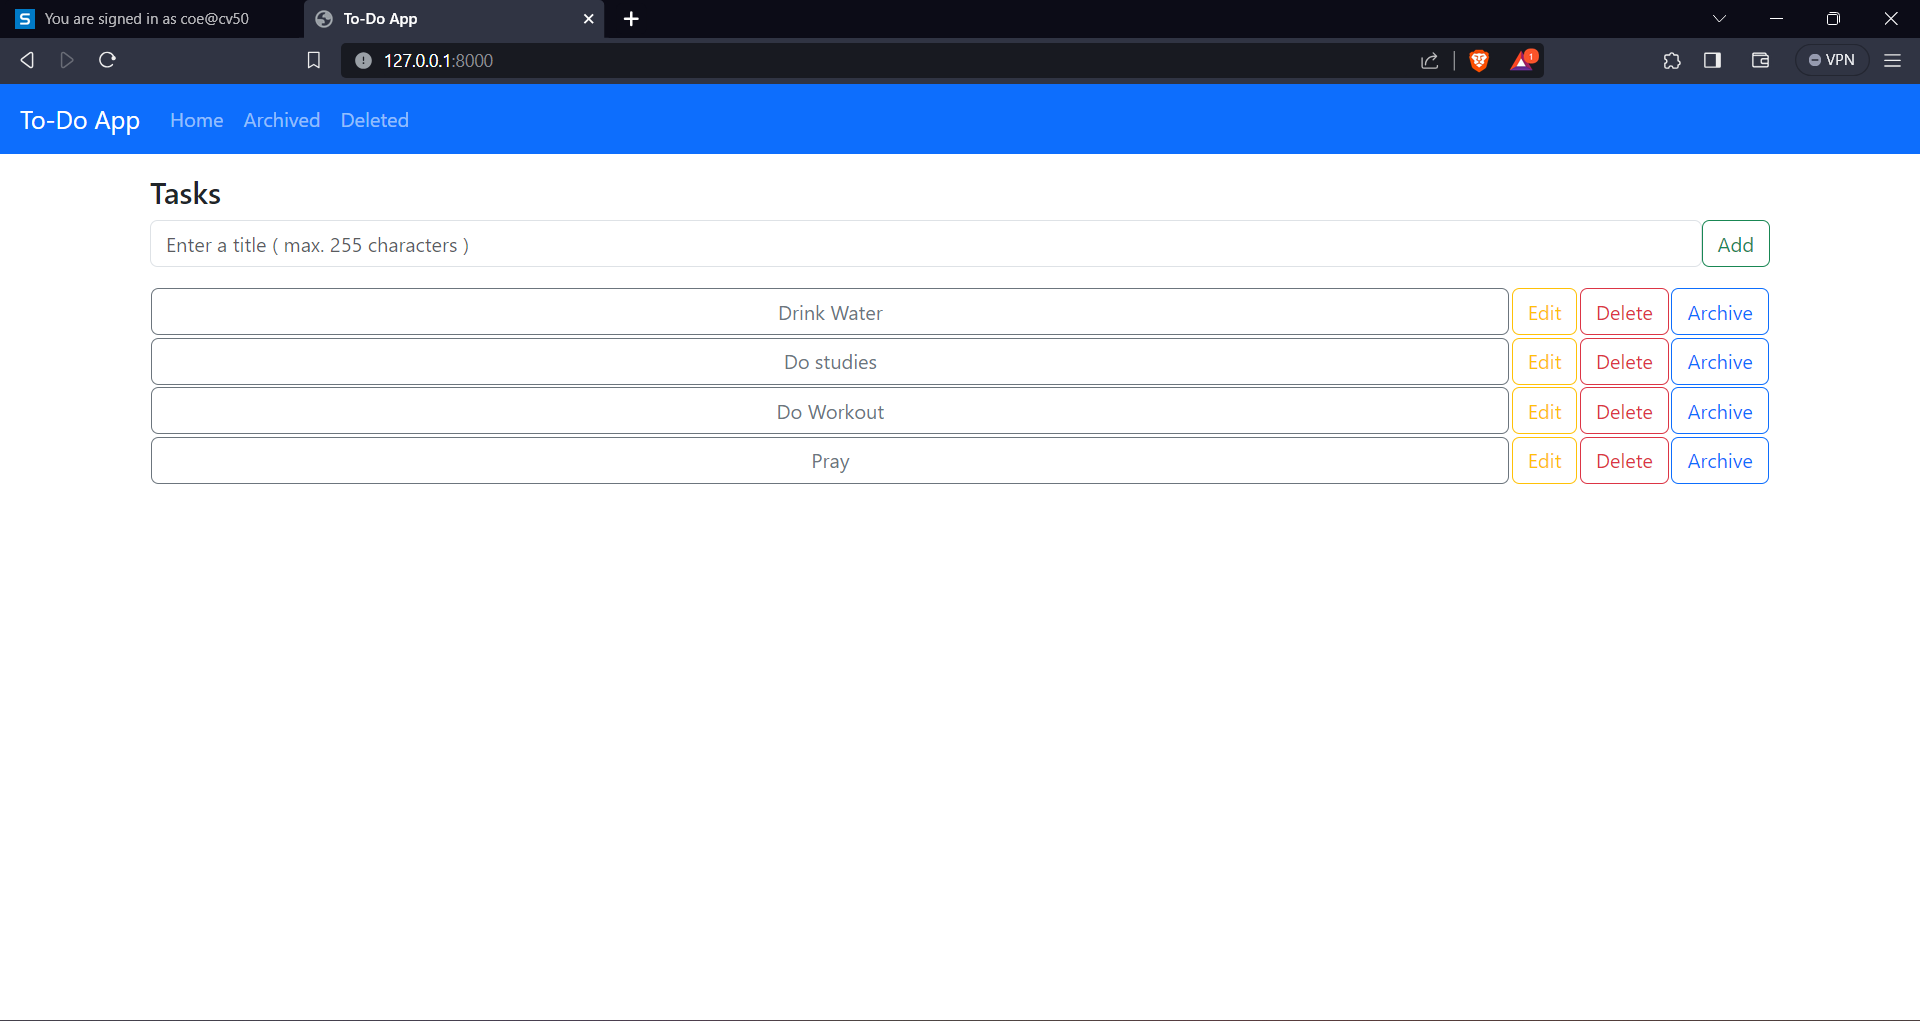 You are signed in as coe@cv50
To-Do App
127.0.0.1:8000
1
VPN
To-Do App Home Archived Deleted
Tasks
Enter a title ( max. 255 characters ) Add
Drink Water Edit Delete Archive
Do studies Edit Delete Archive
Do Workout Edit Delete Archive
Pray Edit Delete Archive